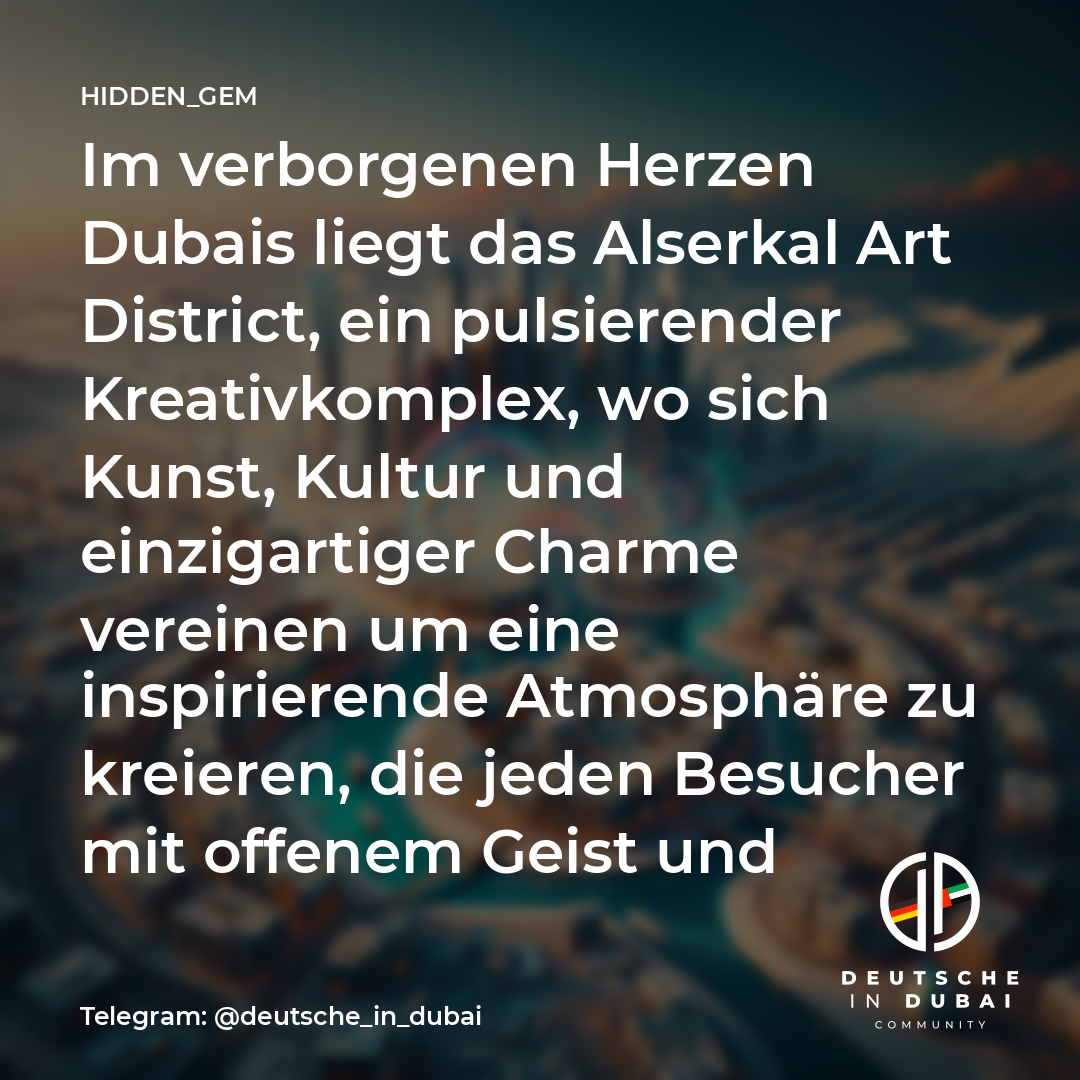 HIDDEN_GEM
Im verborgenen Herzen
Dubais liegt das Alserkal Art
District, ein pulsierender
Kreativkomplex, wo sich
Kunst, Kultur und
einzigartiger Charme
vereinen um eine
inspirierende Atmosphäre zu
kreieren, die jeden Besucher
mit offenem Geist und
DEUTSCHE
IN DUBAI
COMMUNITY
Telegram: @deutsche_in_dubai